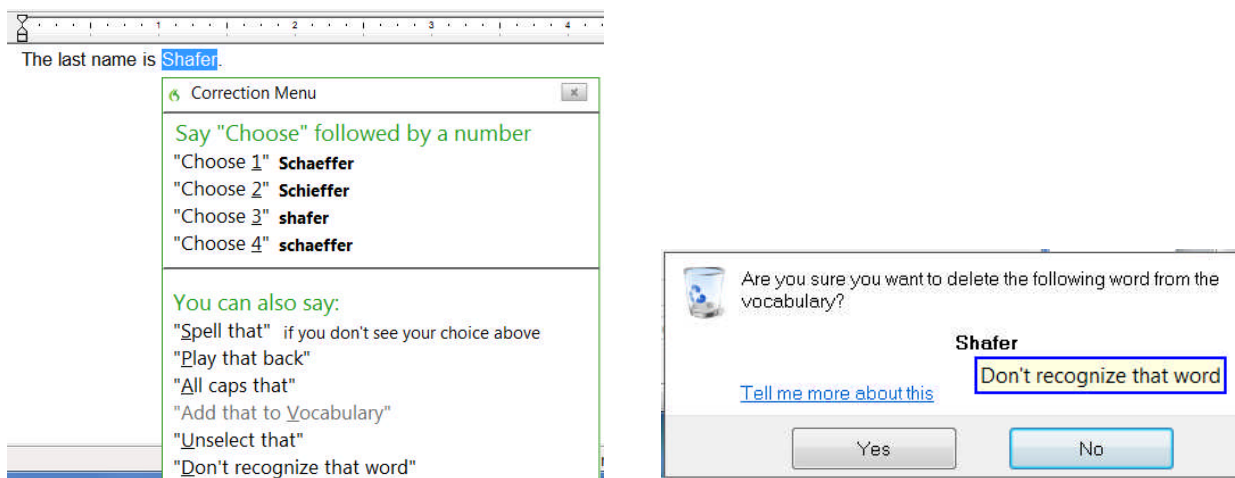 1 2 3 4
The last name is Shafer.
Correction Menu
Say "Choose" followed by a number
"Choose 1" Schaeffer
"Choose 2" Schieffer
"Choose 3" shafer
"Choose 4" schaeffer
You can also say:
"Spell that" if you don't see your choice above
"Play that back"
"All caps that"
"Add that to Vocabulary"
"Unselect that"
"Don't recognize that word"
Are you sure you want to delete the following word from the
vocabulary?
Shafer
Don't recognize that word
Tell me more about this
Yes No